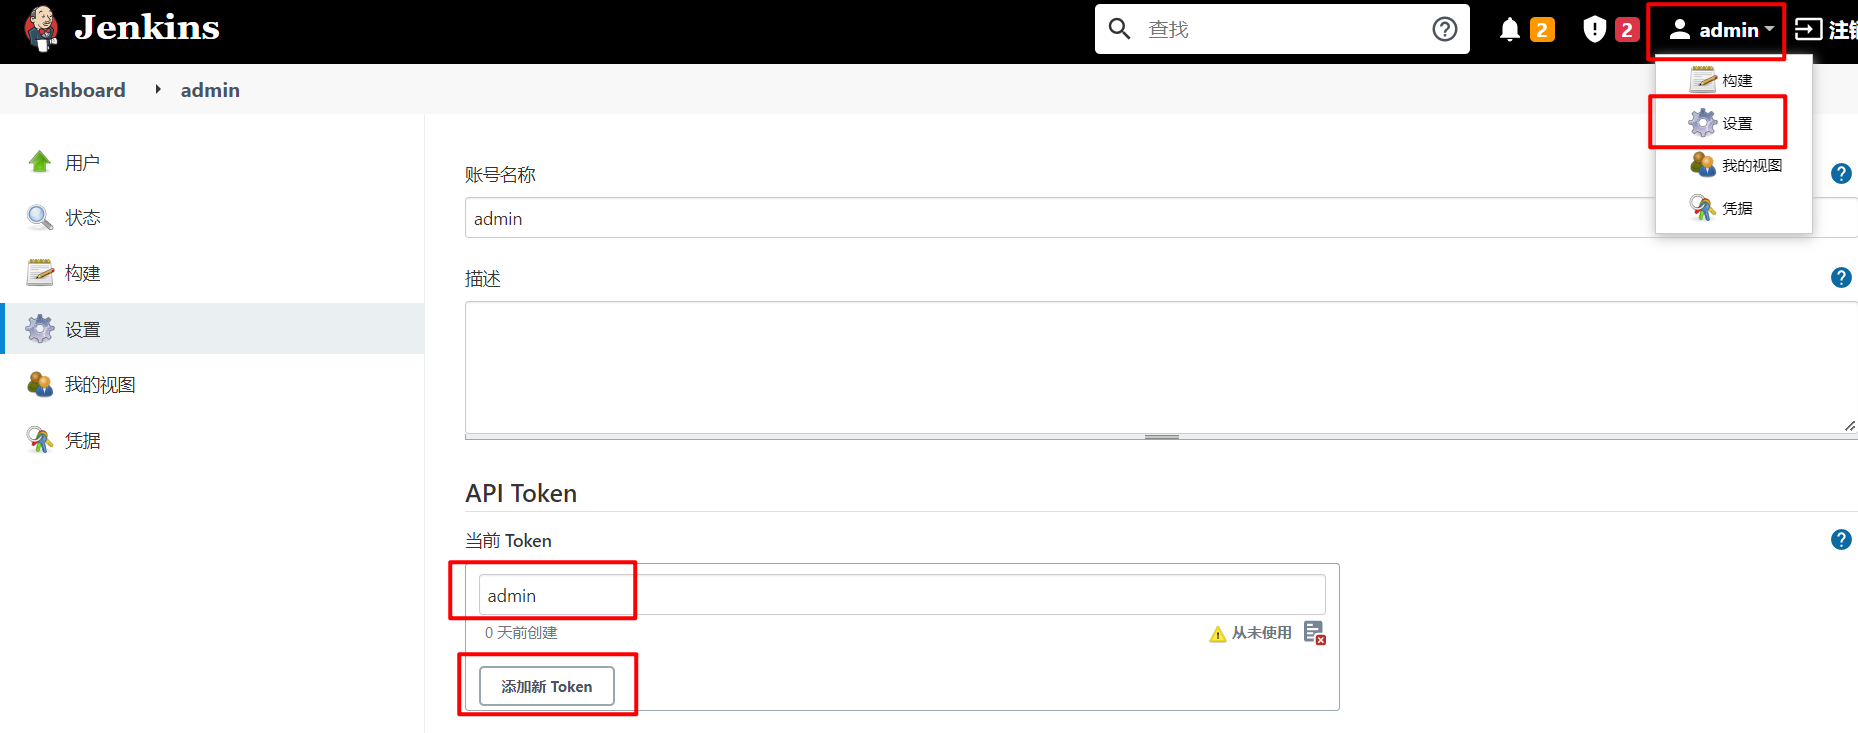 Jenkins
查找
2
2
admin
注销
构建
设置
我的视图
凭据
Dashboard
admin
用户
状态
构建
设置
我的视图
凭据
账号名称
admin
描述
API Token
当前 Token
admin
0 天前创建
从未使用
添加新 Token